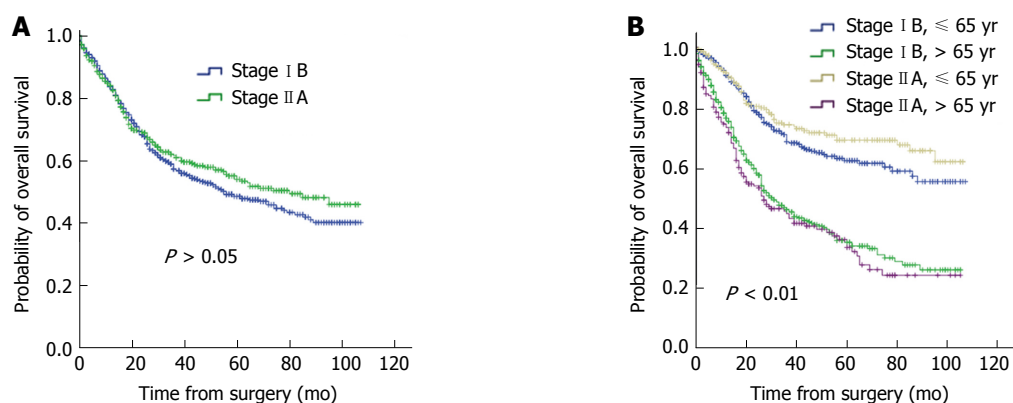 A
1.0
0.8
0.6
0.4
0.2
0.0
Probability of overall survival
Stage ⅠB
Stage ⅡA
P > 0.05
0 20 40 60 80 100 120
Time from surgery (mo)
B
1.0
0.8
0.6
0.4
0.2
0.0
Probability of overall survival
Stage ⅠB, ≤ 65 yr
Stage ⅠB, > 65 yr
Stage ⅡA, ≤ 65 yr
Stage ⅡA, > 65 yr
P < 0.01
0 20 40 60 80 100 120
Time from surgery (mo)